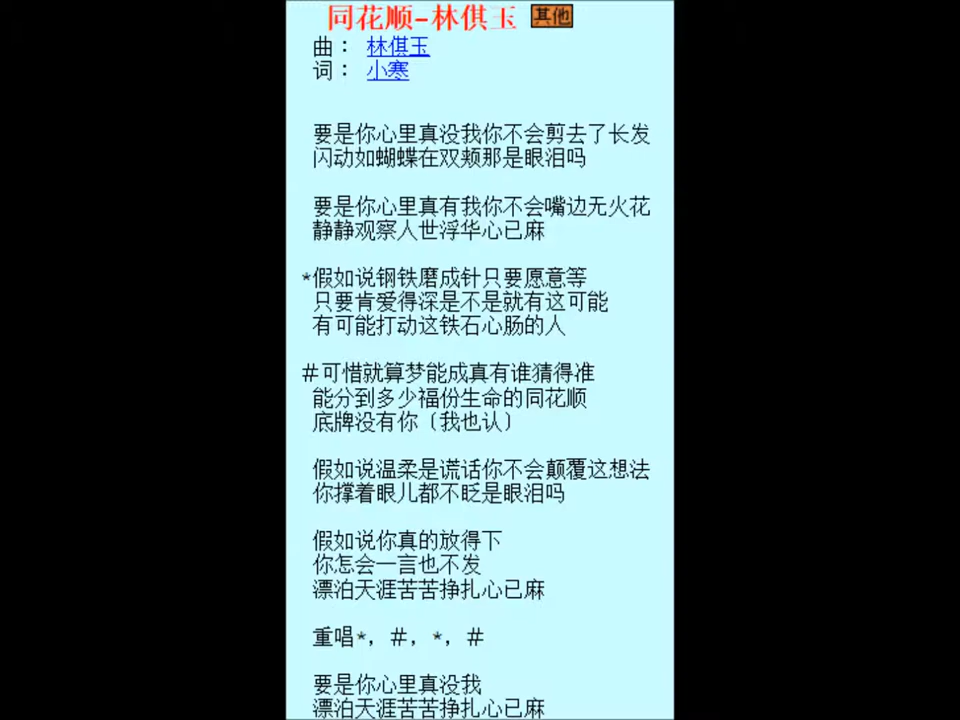 同花顺-林倛玉 其他
曲： 林倛玉
词： 小寒
要是你心里真没我你不会剪去了长发
闪动如蝴蝶在双颊那是眼泪吗
要是你心里真有我你不会嘴边无火花
静静观察人世浮华心已麻
*假如说钢铁磨成针只要愿意等
只要肯爱得深是不是就有这可能
有可能打动这铁石心肠的人
＃可惜就算梦能成真有谁猜得准
能分到多少福份生命的同花顺
底牌没有你〔我也认〕
假如说温柔是谎话你不会颠覆这想法
你撑着眼儿都不眨是眼泪吗
假如说你真的放得下
你怎会一言也不发
漂泊天涯苦苦挣扎心已麻
重唱*，＃，*，＃
要是你心里真没我
漂泊天涯苦苦挣扎心已麻